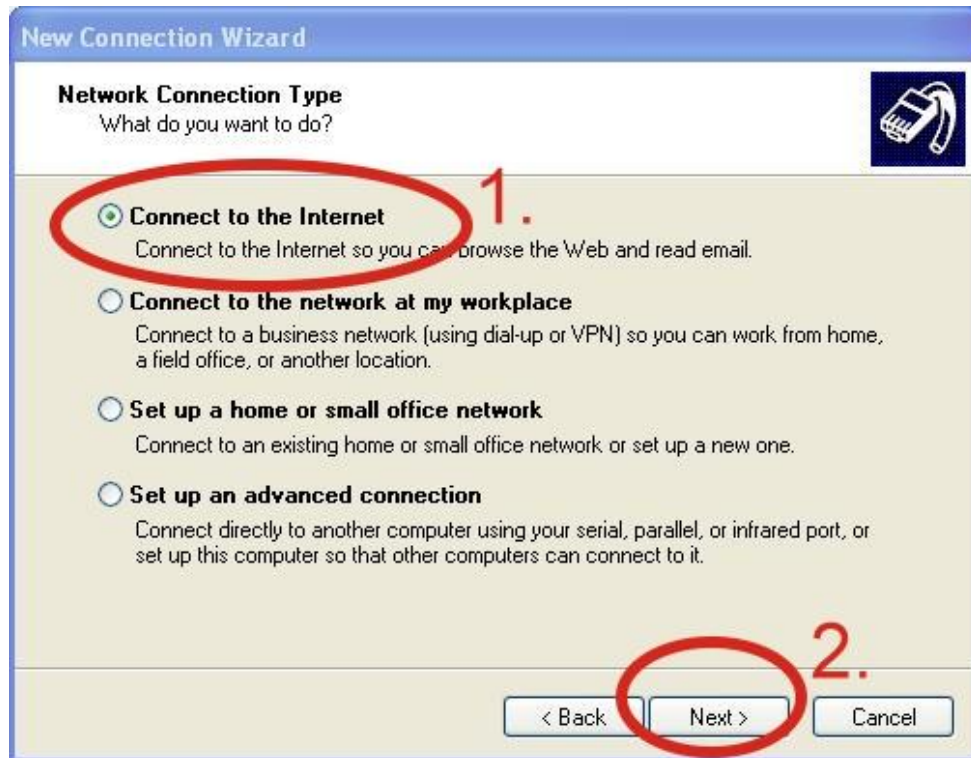 New Connection Wizard
Network Connection Type
What do you want to do?
1.
Connect to the Internet
Connect to the Internet so you can browse the Web and read email.
Connect to the network at my workplace
Connect to a business network (using dial-up or VPN) so you can work from home,
a field office, or another location.
Set up a home or small office network
Connect to an existing home or small office network or set up a new one.
Set up an advanced connection
Connect directly to another computer using your serial, parallel, or infrared port, or
set up this computer so that other computers can connect to it.
2.
< Back Next > Cancel